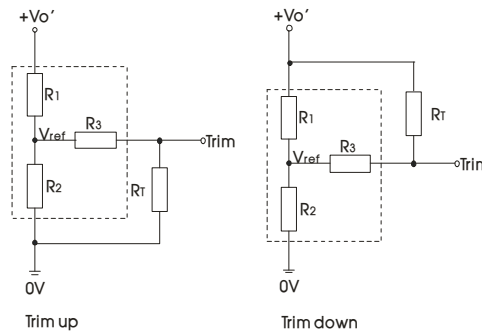 +Vo’
R1
Vref
R3
Trim
R2
RT
0V
Trim up
+Vo’
R1
RT
Vref
R3
Trim
R2
0V
Trim down